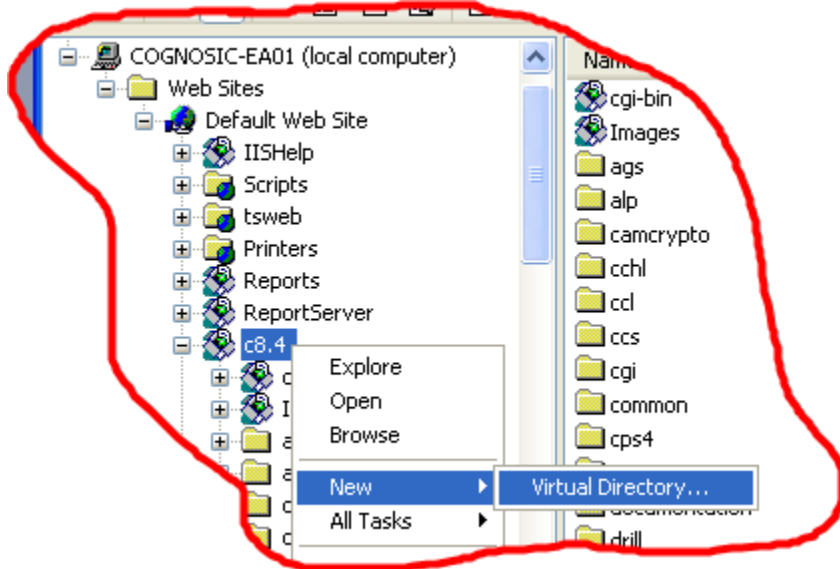 COGNOSIC-EA01 (local computer)
Web Sites
Default Web Site
IISHelp
Scripts
tsweb
Printers
Reports
ReportServer
c8.4
Explore
Open
Browse
New
All Tasks
Virtual Directory...
cgi-bin
Images
ags
alp
camcrypto
cchl
ccl
ccs
cgi
common
cps4
documentation
drill